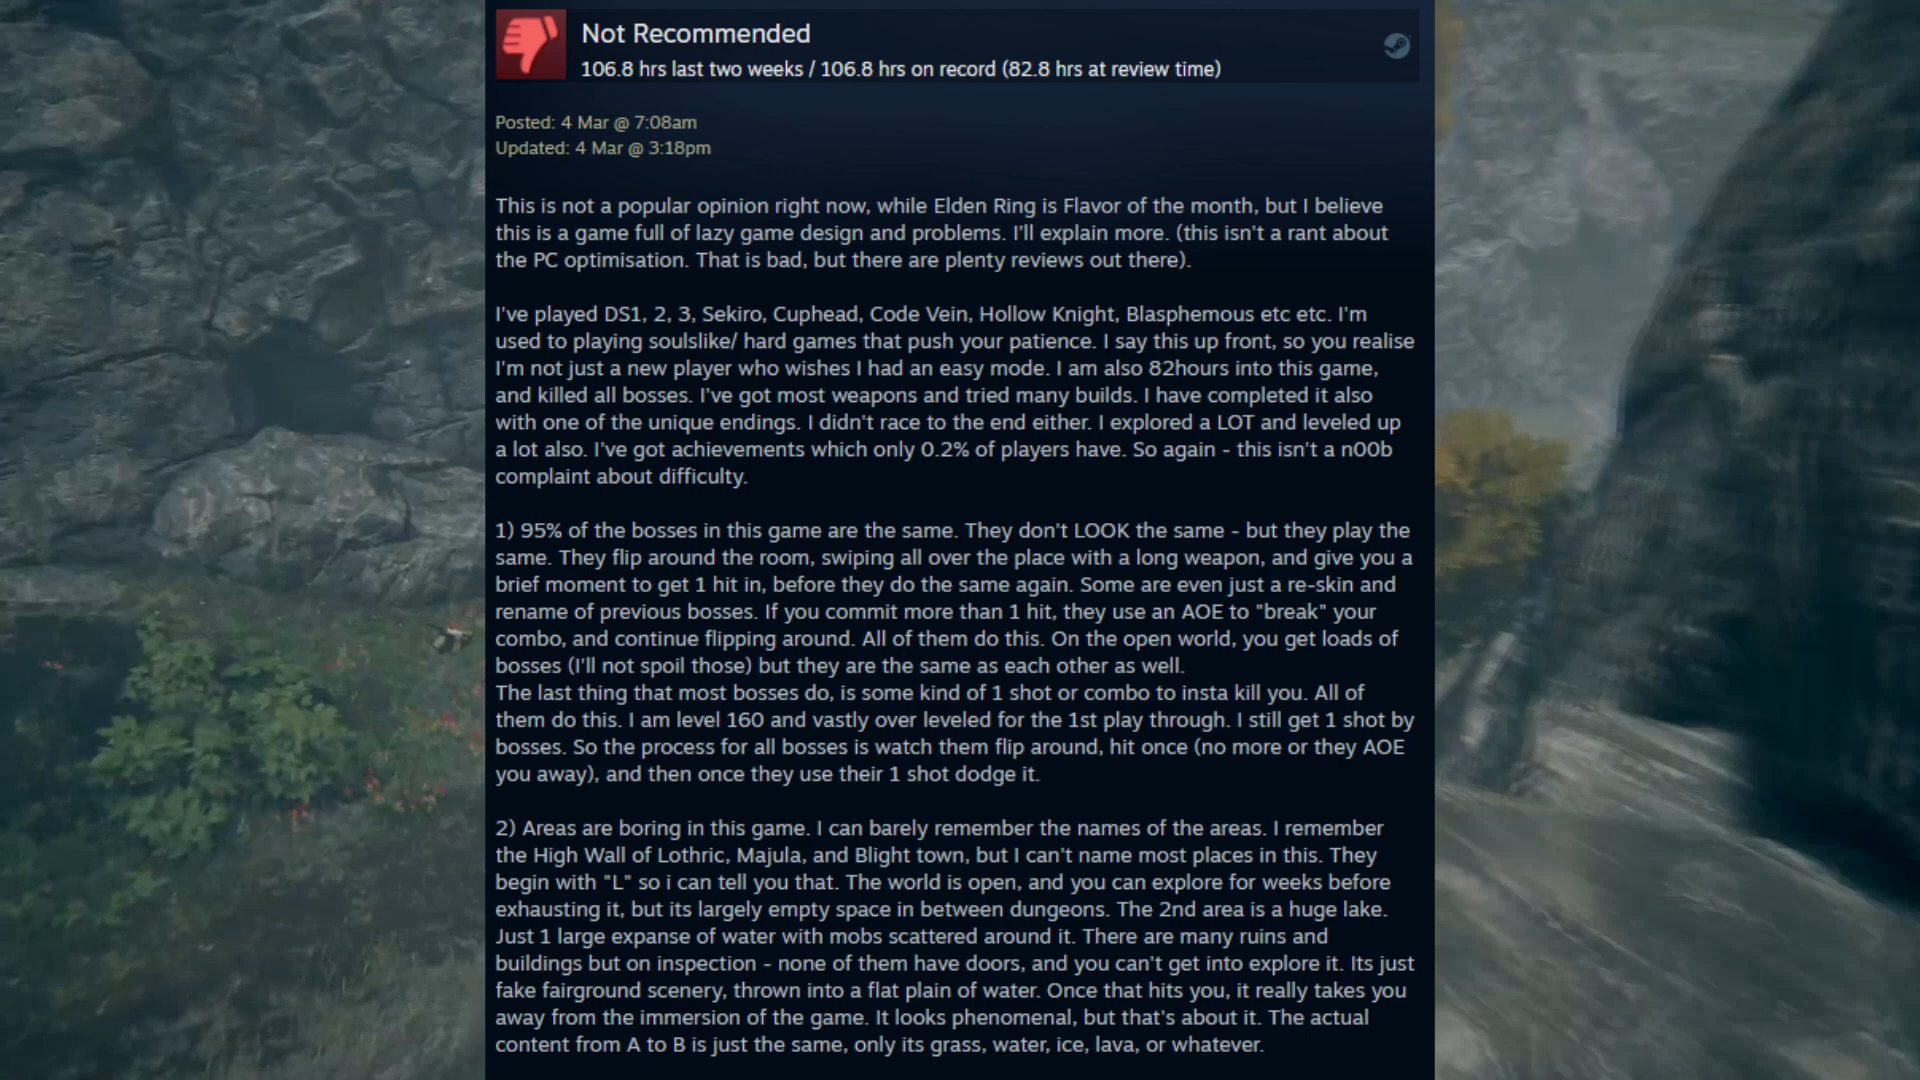 Not Recommended
106.8 hrs last two weeks / 106.8 hrs on record (82.8 hrs at review time)
Posted: 4 Mar @ 7:08am
Updated: 4 Mar @ 3:18pm
This is not a popular opinion right now, while Elden Ring is Flavor of the month, but I believe
this is a game full of lazy game design and problems. I'll explain more. (this isn't a rant about
the PC optimisation. That is bad, but there are plenty reviews out there).
I've played DS1, 2, 3, Sekiro, Cuphead, Code Vein, Hollow Knight, Blasphemous etc etc. I'm
used to playing soulslike/ hard games that push your patience. I say this up front, so you realise
I'm not just a new player who wishes I had an easy mode. I am also 82hours into this game,
and killed all bosses. I've got most weapons and tried many builds. I have completed it also
with one of the unique endings. I didn't race to the end either. I explored a LOT and leveled up
a lot also. I've got achievements which only 0.2% of players have. So again - this isn't a n00b
complaint about difficulty.
1) 95% of the bosses in this game are the same. They don't LOOK the same - but they play the
same. They flip around the room, swiping all over the place with a long weapon, and give you a
brief moment to get 1 hit in, before they do the same again. Some are even just a re-skin and
rename of previous bosses. If you commit more than 1 hit, they use an AOE to "break" your
combo, and continue flipping around. All of them do this. On the open world, you get loads of
bosses (I'll not spoil those) but they are the same as each other as well.
The last thing that most bosses do, is some kind of 1 shot or combo to insta kill you. All of
them do this. I am level 160 and vastly over leveled for the 1st play through. I still get 1 shot by
bosses. So the process for all bosses is watch them flip around, hit once (no more or they AOE
you away), and then once they use their 1 shot dodge it.
2) Areas are boring in this game. I can barely remember the names of the areas. I remember
the High Wall of Lothric, Majula, and Blight town, but I can't name most places in this. They
begin with "L" so i can tell you that. The world is open, and you can explore for weeks before
exhausting it, but its largely empty space in between dungeons. The 2nd area is a huge lake.
Just 1 large expanse of water with mobs scattered around it. There are many ruins and
buildings but on inspection - none of them have doors, and you can't get into explore it. Its just
fake fairground scenery, thrown into a flat plain of water. Once that hits you, it really takes you
away from the immersion of the game. It looks phenomenal, but that's about it. The actual
content from A to B is just the same, only its grass, water, ice, lava, or whatever.